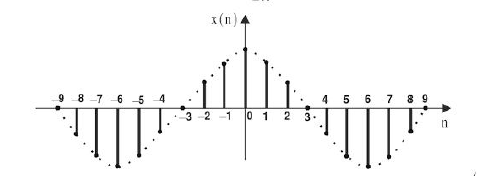 x(n)
–9 –8 –7 –6 –5 –4 4 5 6 7 8 9
–3 –2 –1 0 1 2 3
n